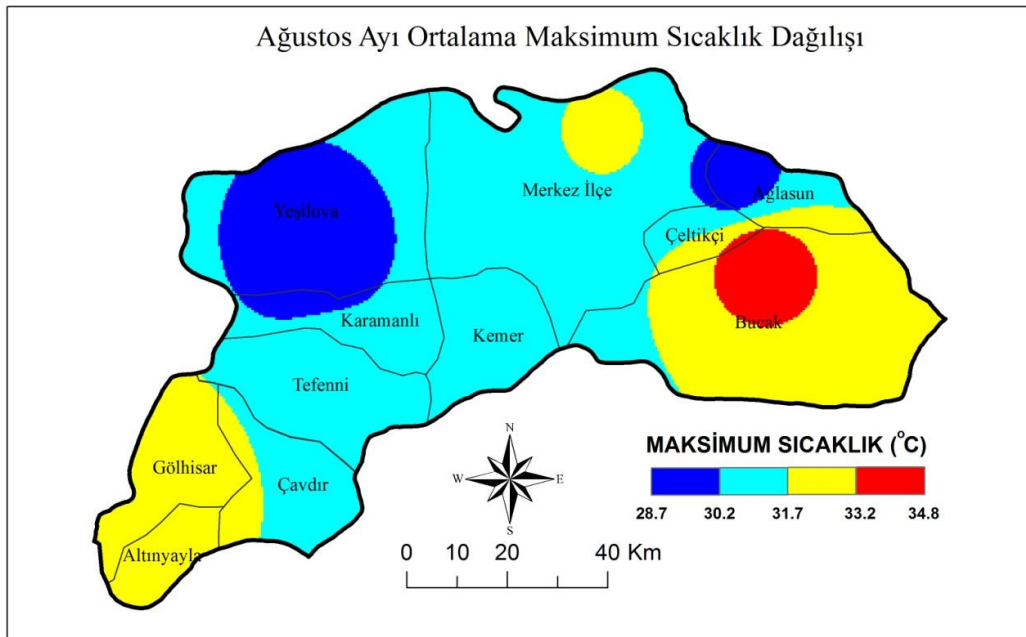 Ağustos Ayı Ortalama Maksimum Sıcaklık Dağılışı
Yeşilova
Merkez İlçe
Ağlasun
Çeltikçi
Karamanlı
Kemer
Bucak
Tefenni
Gölhisar
Çavdır
Altınyayla
N
W
E
S
MAKSİMUM SICAKLIK (°C)
28.7 30.2 31.7 33.2 34.8
0 10 20 40 Km